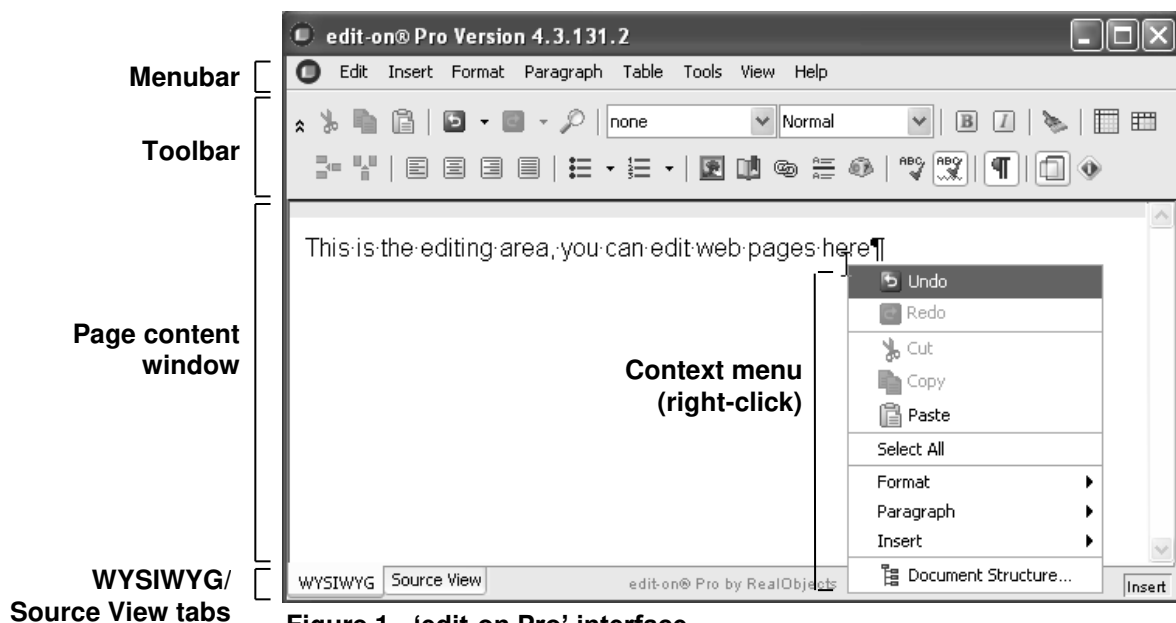 edit-on® Pro Version 4.3.131.2
Menubar
Edit Insert Format Paragraph Table Tools View Help
Toolbar
none Normal B I
ABC ABC ¶
This·is·the·editing·area,·you·can·edit·web·pages·here¶
Page content
window
Context menu
(right-click)
Undo
Redo
Cut
Copy
Paste
Select All
Format
Paragraph
Insert
Document Structure...
WYSIWYG/
Source View tabs
WYSIWYG Source View edit-on® Pro by RealObjects Insert
Figure 1 'edit-on Pro' interface